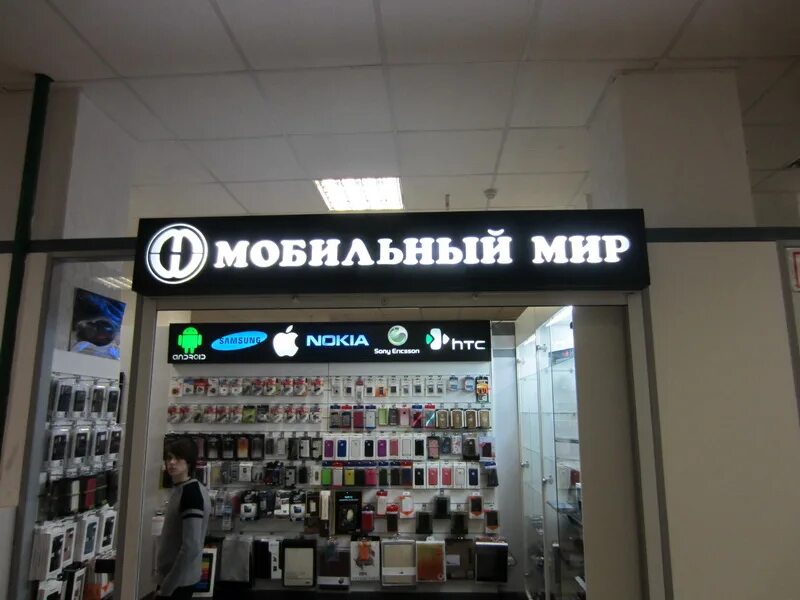 МОБИЛЬНЫЙ МИР
ANDROID SAMSUNG NOKIA Sony Ericsson hTC